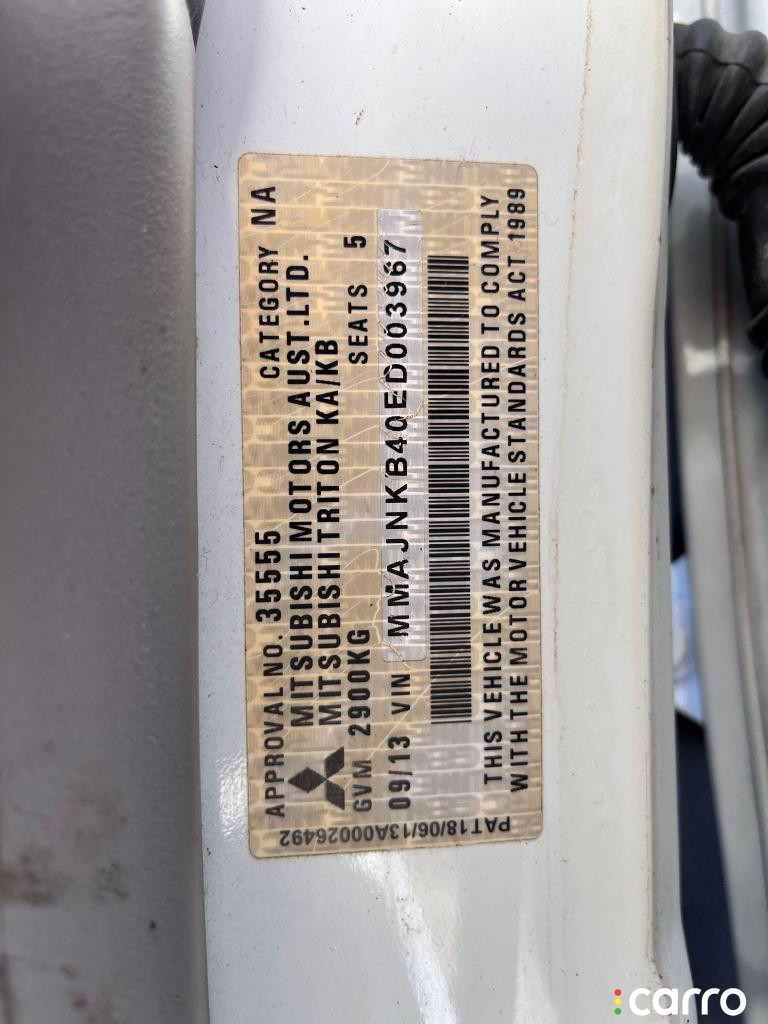 APPROVAL NO. 35555 CATEGORY NA
MITSUBISHI MOTORS AUST.LTD.
MITSUBISHI TRITON KA/KB
GVM 2900KG SEATS 5
09/13 VIN MMAJNKB40ED003967
THIS VEHICLE WAS MANUFACTURED TO COMPLY
WITH THE MOTOR VEHICLE STANDARDS ACT 1989
PAT18/06/13A00026492
carro